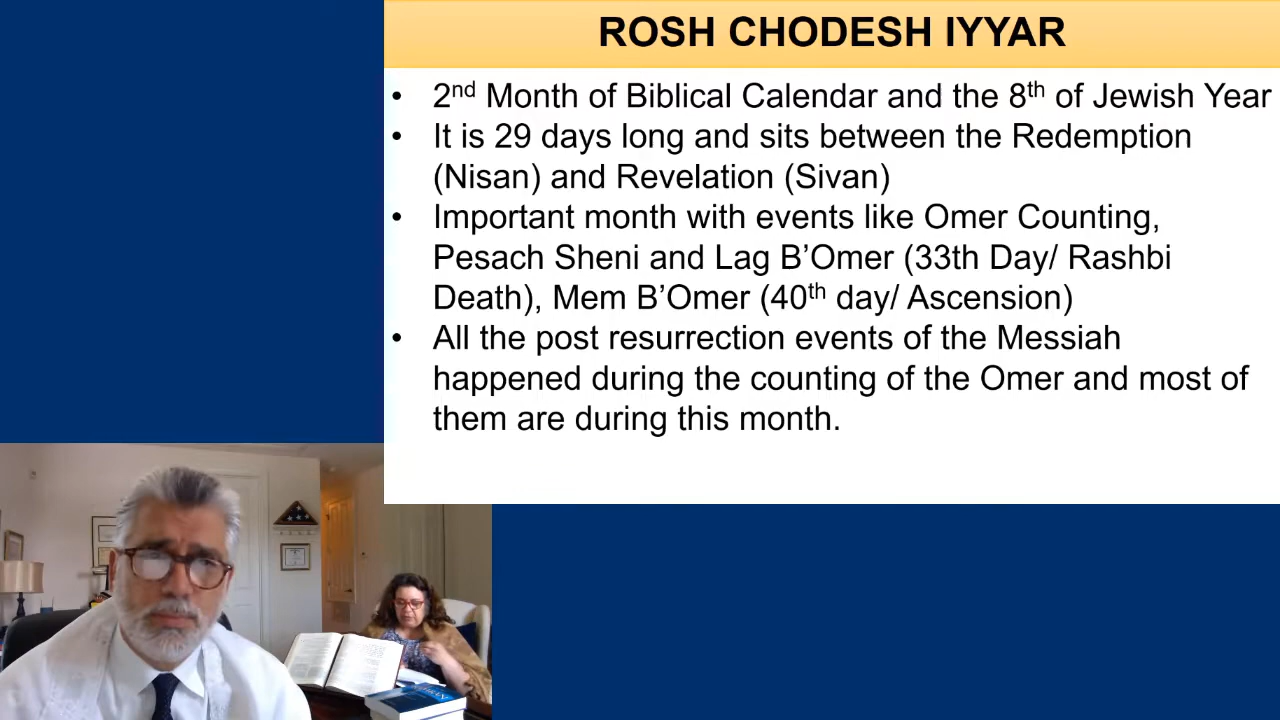 ROSH CHODESH IYYAR
• 2nd Month of Biblical Calendar and the 8th of Jewish Year
• It is 29 days long and sits between the Redemption
(Nisan) and Revelation (Sivan)
• Important month with events like Omer Counting,
Pesach Sheni and Lag B’Omer (33th Day/ Rashbi
Death), Mem B’Omer (40th day/ Ascension)
• All the post resurrection events of the Messiah
happened during the counting of the Omer and most of
them are during this month.